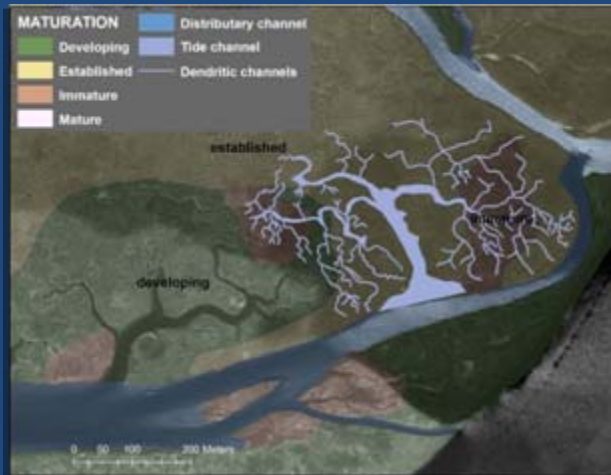 MATURATION
Developing
Established
Immature
Mature
Distributary channel
Tide channel
Dendritic channels
established
developing
0 50 100 200 Meters